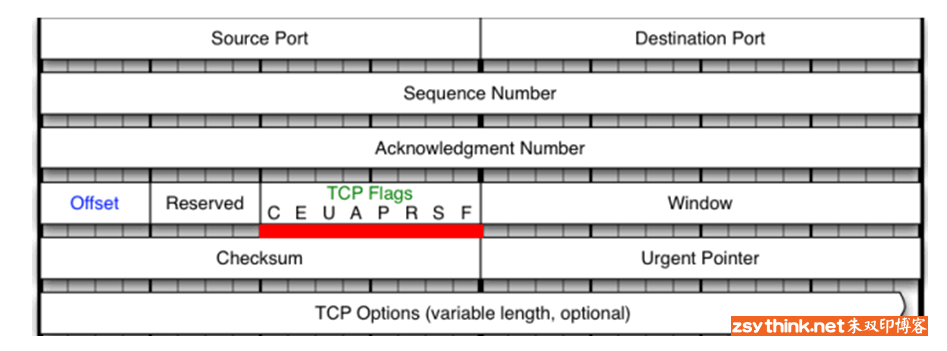 Source Port Destination Port
Sequence Number
Acknowledgment Number
Offset Reserved TCP Flags Window
C E U A P R S F
Checksum Urgent Pointer
TCP Options (variable length, optional)
zsythink.net朱双印博客